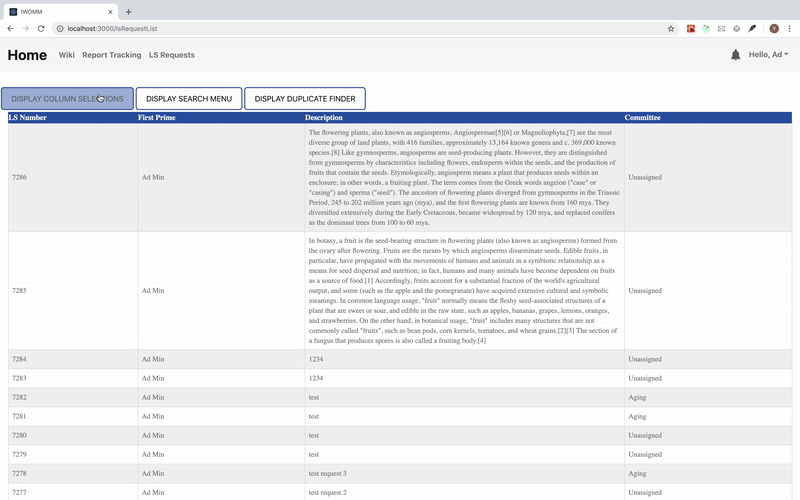 IWOMM
localhost:3000/lsRequestList
Y
Home Wiki Report Tracking LS Requests Hello, Ad
DISPLAY COLUMN SELECTIONS DISPLAY SEARCH MENU DISPLAY DUPLICATE FINDER
LS Number First Prime Description Committee
The flowering plants, also known as angiosperms, Angiospermae[5][6] or Magnoliophyta,[7] are the most
diverse group of land plants, with 416 families, approximately 13,164 known genera and c. 369,000 known
species.[8] Like gymnosperms, angiosperms are seed-producing plants. However, they are distinguished
from gymnosperms by characteristics including flowers, endosperm within the seeds, and the production of
fruits that contain the seeds. Etymologically, angiosperm means a plant that produces seeds within an
7286 Ad Min enclosure; in other words, a fruiting plant. The term comes from the Greek words angeion ("case" or Unassigned
"casing") and sperma ("seed"). The ancestors of flowering plants diverged from gymnosperms in the Triassic
Period, 245 to 202 million years ago (mya), and the first flowering plants are known from 160 mya. They
diversified extensively during the Early Cretaceous, became widespread by 120 mya, and replaced conifers
as the dominant trees from 100 to 60 mya.
In botany, a fruit is the seed-bearing structure in flowering plants (also known as angiosperms) formed from
the ovary after flowering. Fruits are the means by which angiosperms disseminate seeds. Edible fruits, in
particular, have propagated with the movements of humans and animals in a symbiotic relationship as a
means for seed dispersal and nutrition; in fact, humans and many animals have become dependent on fruits
as a source of food.[1] Accordingly, fruits account for a substantial fraction of the world's agricultural
7285 Ad Min output, and some (such as the apple and the pomegranate) have acquired extensive cultural and symbolic Unassigned
meanings. In common language usage, "fruit" normally means the fleshy seed-associated structures of a
plant that are sweet or sour, and edible in the raw state, such as apples, bananas, grapes, lemons, oranges,
and strawberries. On the other hand, in botanical usage, "fruit" includes many structures that are not
commonly called "fruits", such as bean pods, corn kernels, tomatoes, and wheat grains.[2][3] The section of
a fungus that produces spores is also called a fruiting body.[4]
7284 Ad Min 1234 Unassigned
7283 Ad Min 1234 Unassigned
7282 Ad Min test Aging
7281 Ad Min test Aging
7280 Ad Min test Unassigned
7279 Ad Min test Unassigned
7278 Ad Min test request 3 Aging
7277 Ad Min test request 2 Unassigned